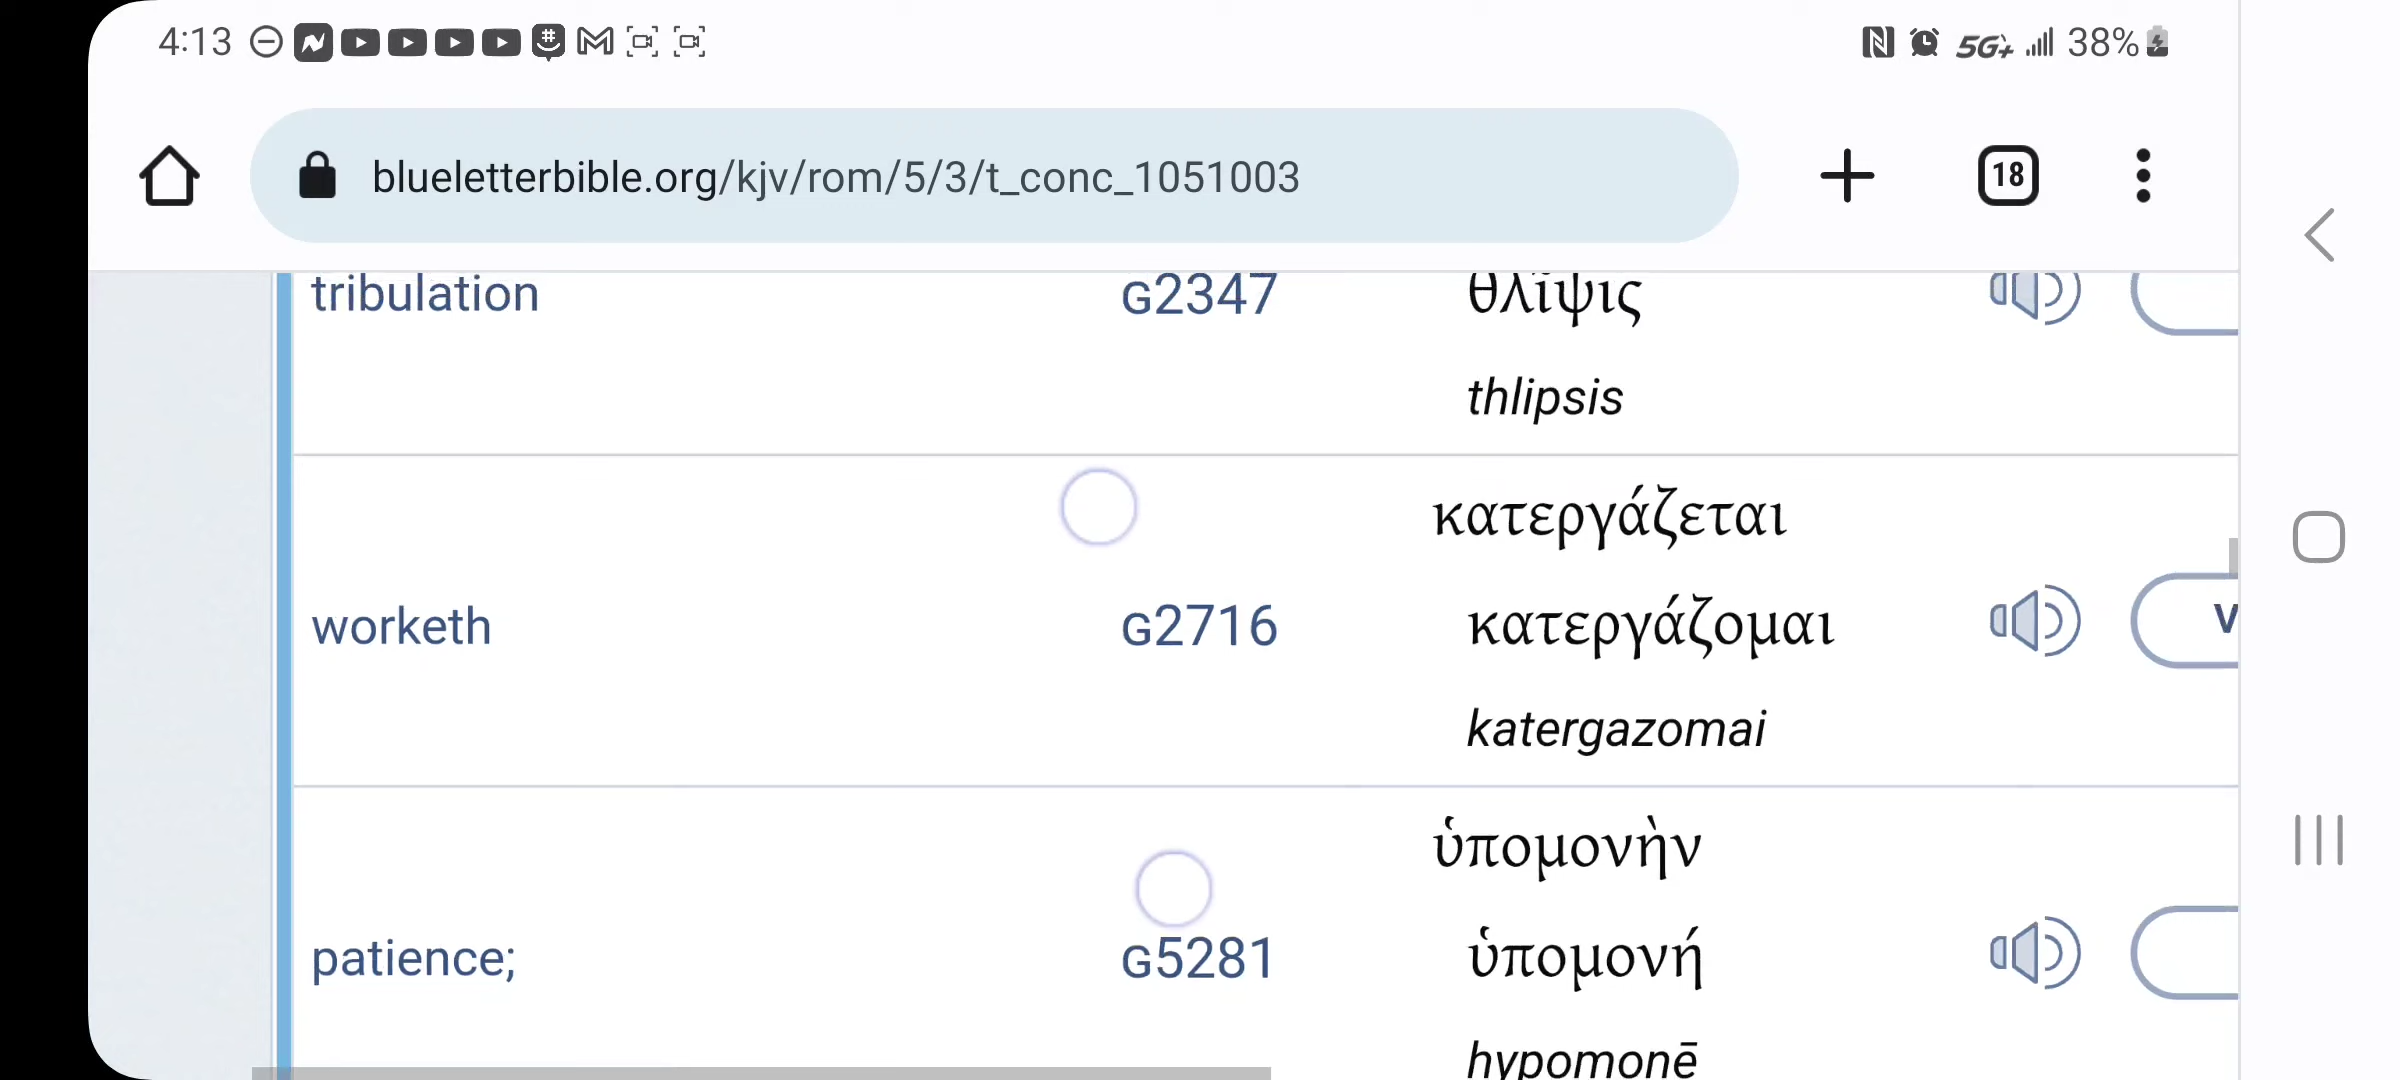 4:13 5G+ 38%
blueletterbible.org/kjv/rom/5/3/t_conc_1051003 18
tribulation G2347 θλῖψις
thlipsis
κατεργάζεται
worketh G2716 κατεργάζομαι V
katergazomai
ὑπομονὴν
patience; G5281 ὑπομονή
hypomonē